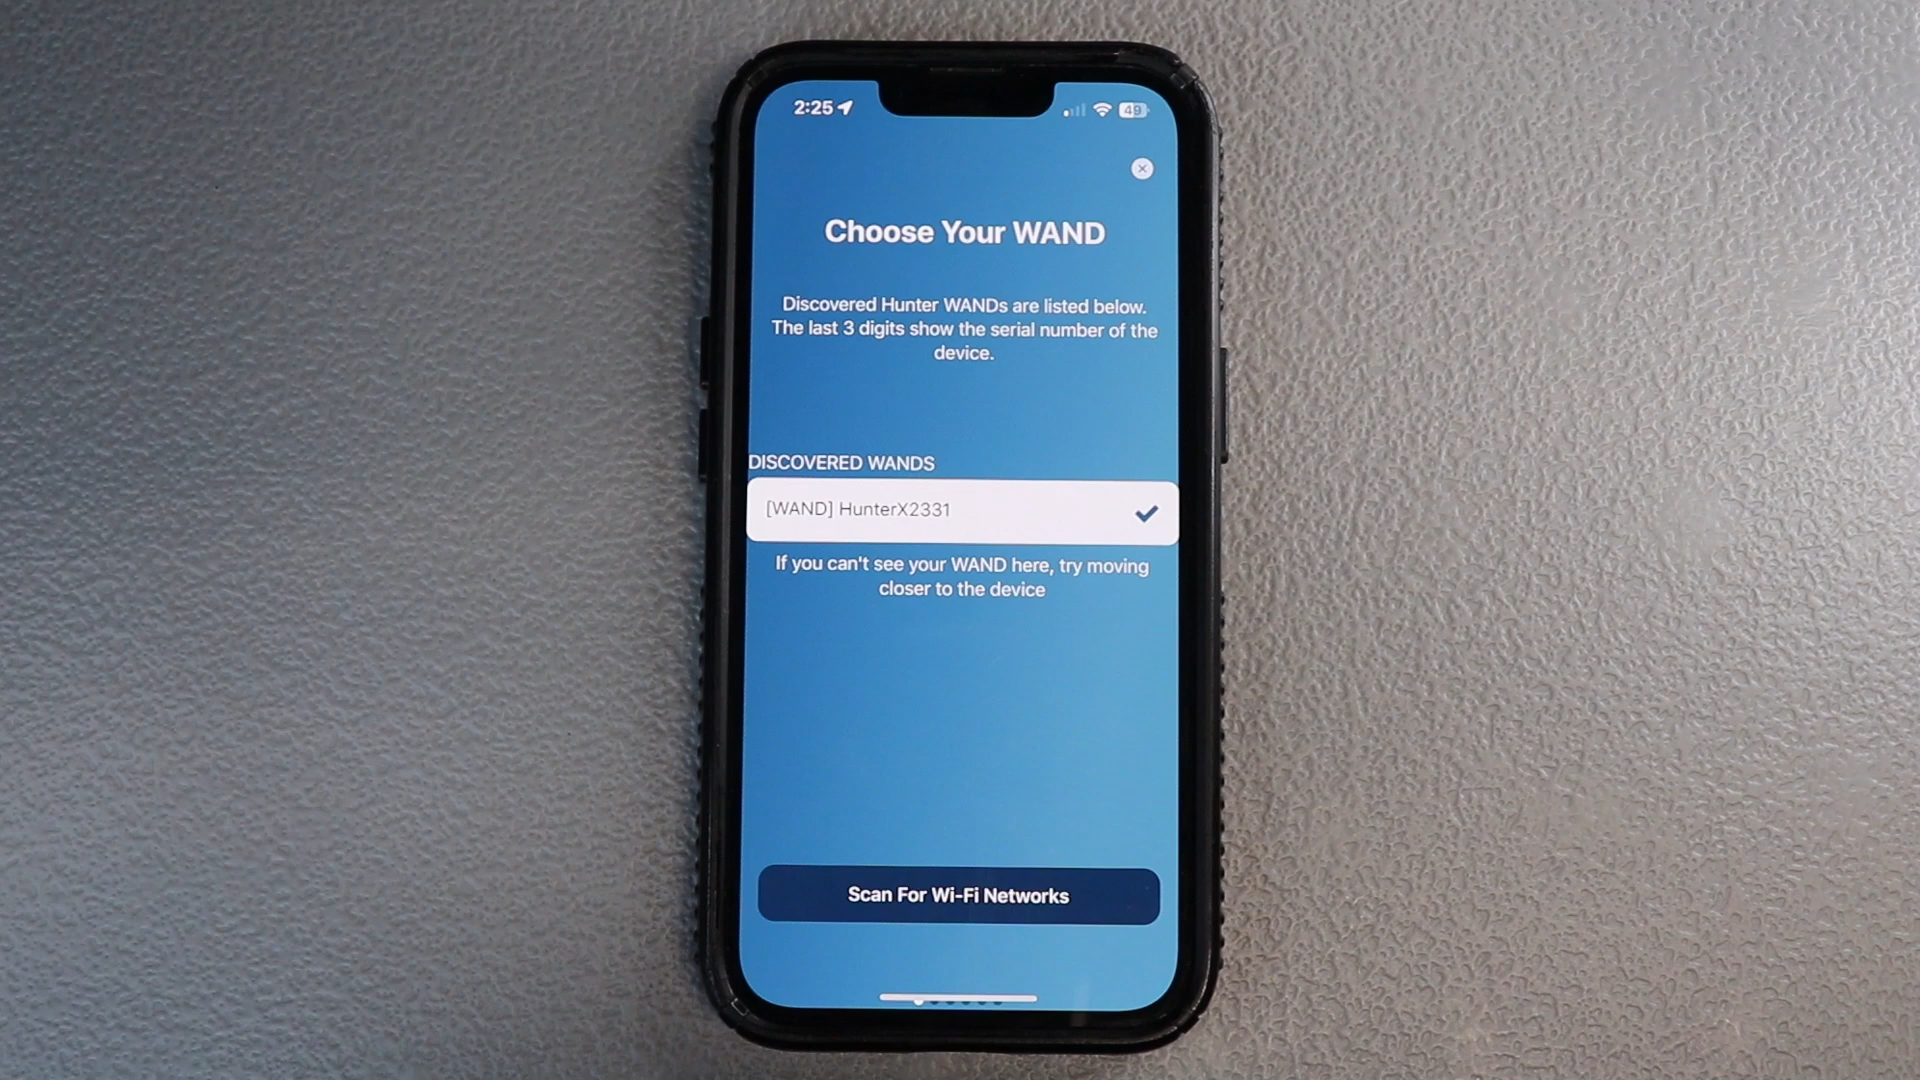 2:25
49
Choose Your WAND
Discovered Hunter WANDs are listed below.
The last 3 digits show the serial number of the
device.
DISCOVERED WANDS
[WAND] HunterX2331
If you can't see your WAND here, try moving
closer to the device
Scan For Wi-Fi Networks